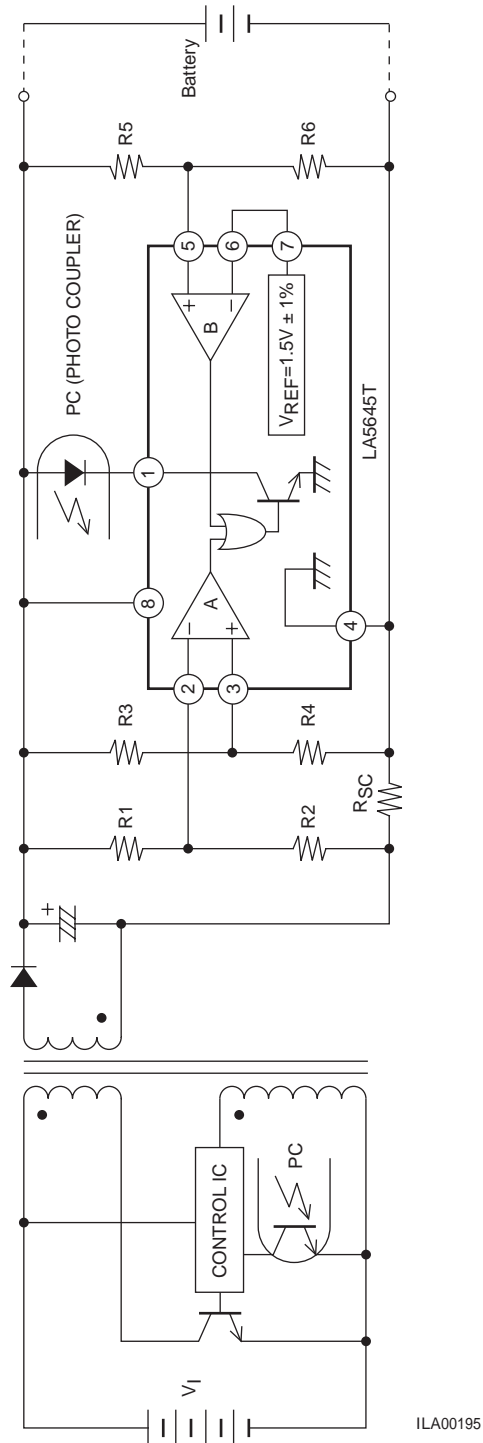 VI
CONTROL IC
PC
+
R1
R2
R3
R4
RSC
PC (PHOTO COUPLER)
8
1
2
3
4
5
6
7
−
+
A
+
−
B
VREF=1.5V ± 1%
LA5645T
R5
R6
Battery
ILA00195